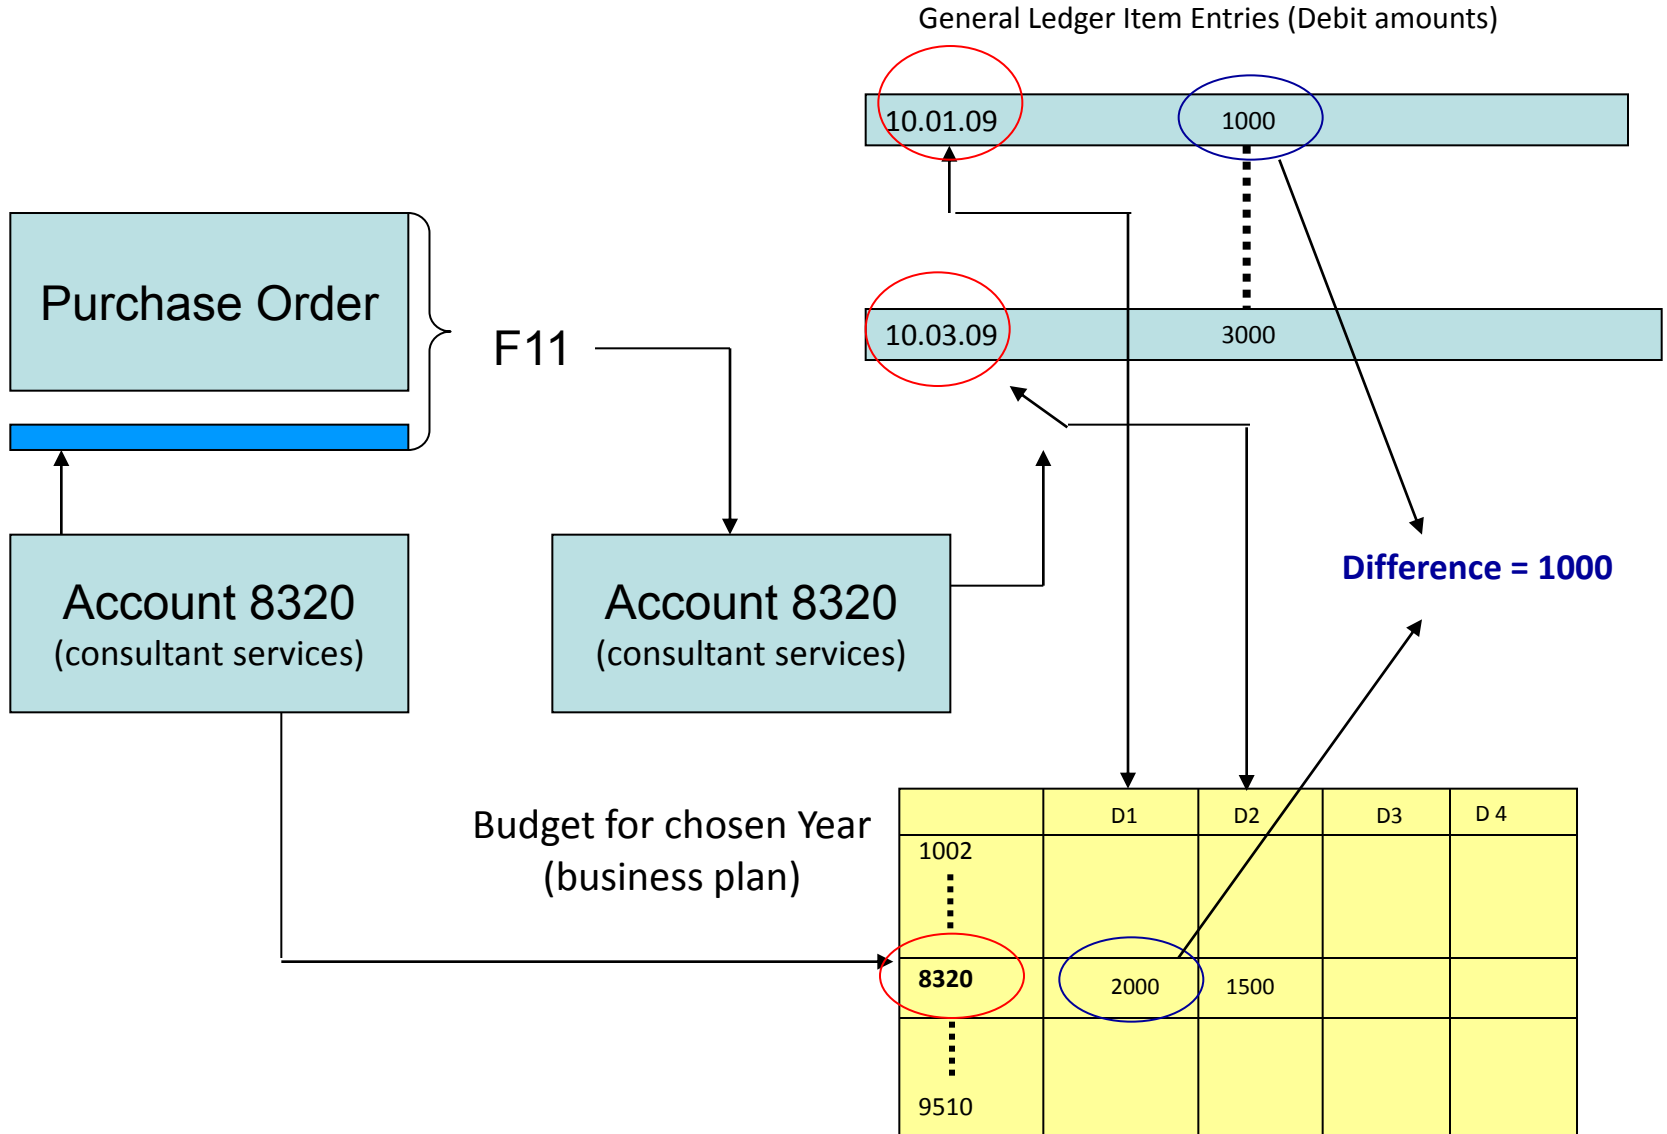 General Ledger Item Entries (Debit amounts)
10.01.09 1000
Purchase Order
F11
10.03.09 3000
Account 8320
(consultant services)
Account 8320
(consultant services)
Difference = 1000
Budget for chosen Year
(business plan)
D1 D2 D3 D 4
1002
8320 2000 1500
9510